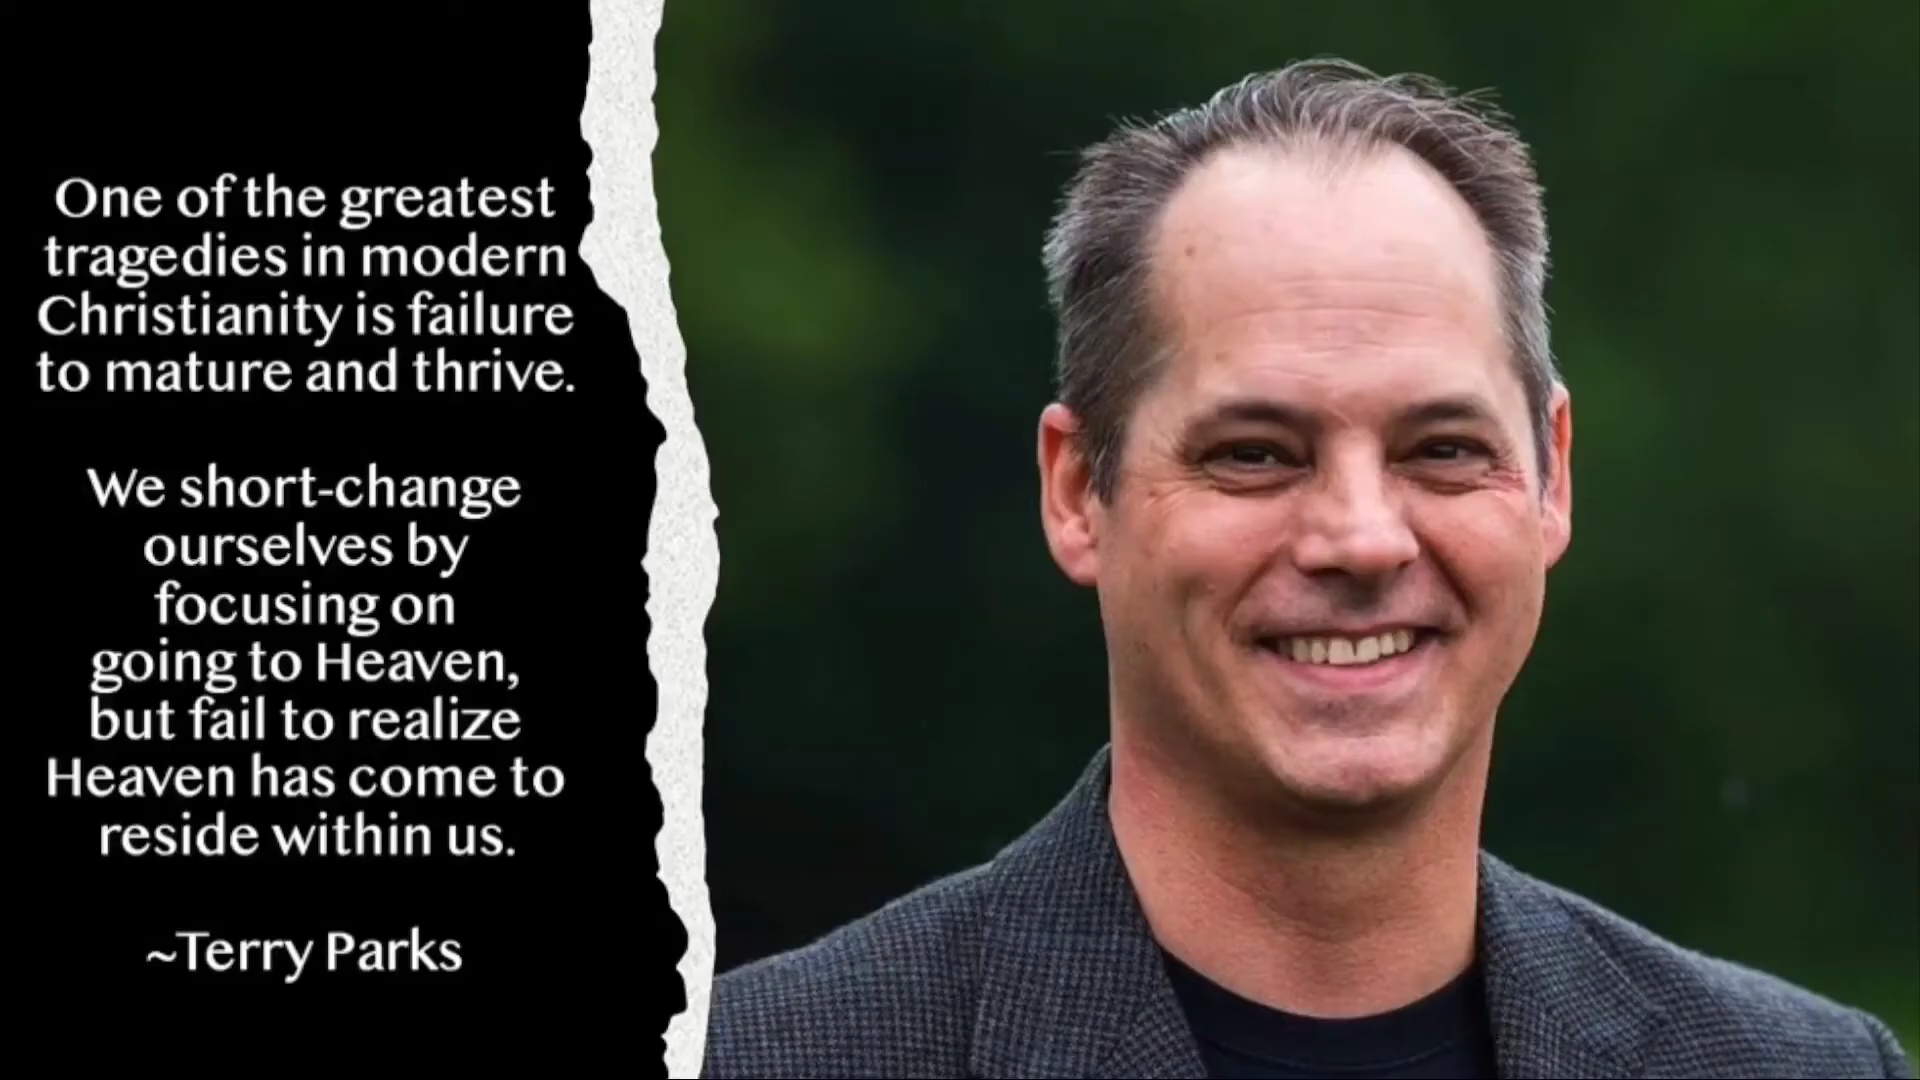 One of the greatest
tragedies in modern
Christianity is failure
to mature and thrive.
We short-change
ourselves by
focusing on
going to Heaven,
but fail to realize
Heaven has come to
reside within us.
~Terry Parks